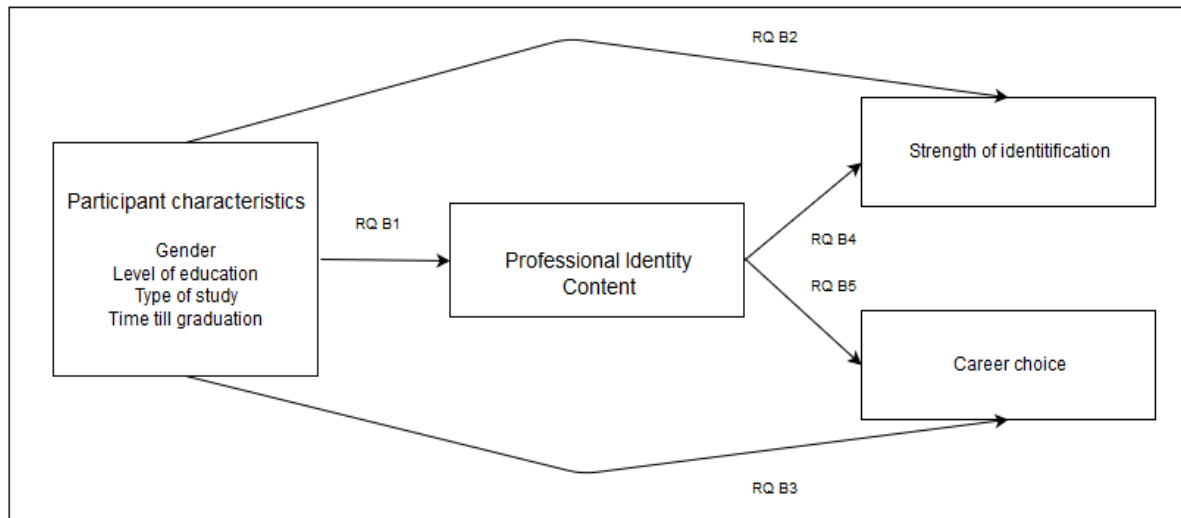 RQ B2
Strength of identitification
Participant characteristics
Gender
Level of education
Type of study
Time till graduation
RQ B1
Professional Identity
Content
RQ B4
RQ B5
Career choice
RQ B3